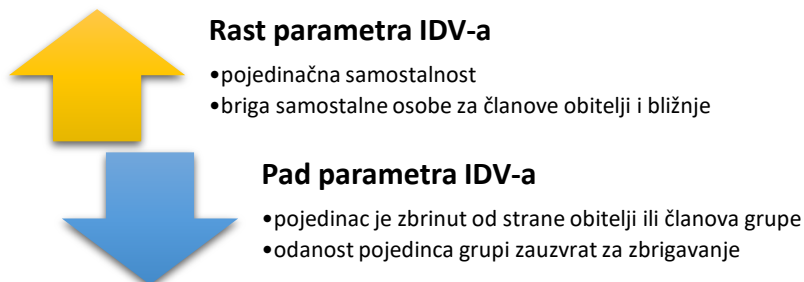 Rast parametra IDV-a
•pojedinačna samostalnost
•briga samostalne osobe za članove obitelji i bližnje
Pad parametra IDV-a
•pojedinac je zbrinut od strane obitelji ili članova grupe
•odanost pojedinca grupi zauzvrat za zbrigavanje